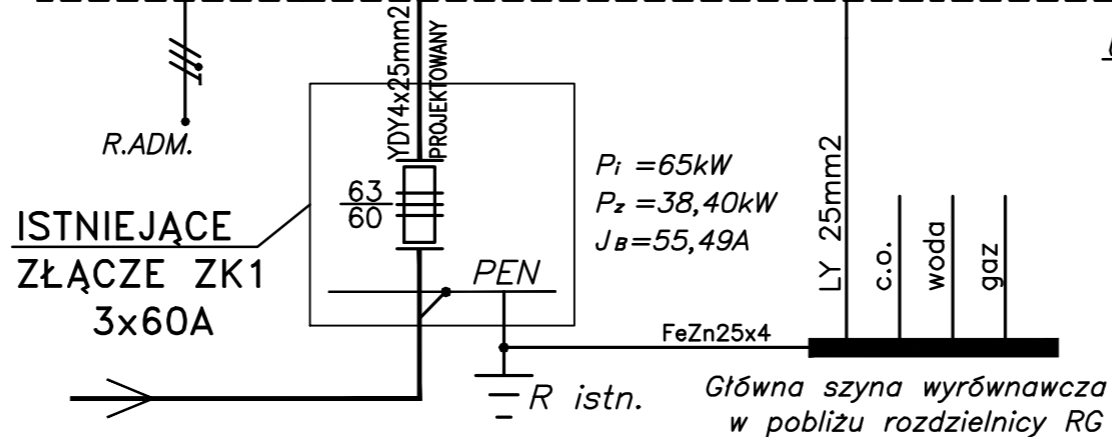 R.ADM.
ISTNIEJĄCE
ZŁĄCZE ZK1
3x60A
YDY4x25mm2
PROJEKTOWANY
63
60
PEN
Pi =65kW
Pz =38,40kW
JB=55,49A
LY 25mm2
c.o.
woda
gaz
FeZn25x4
R istn.
Główna szyna wyrównawcza
w pobliżu rozdzielnicy RG